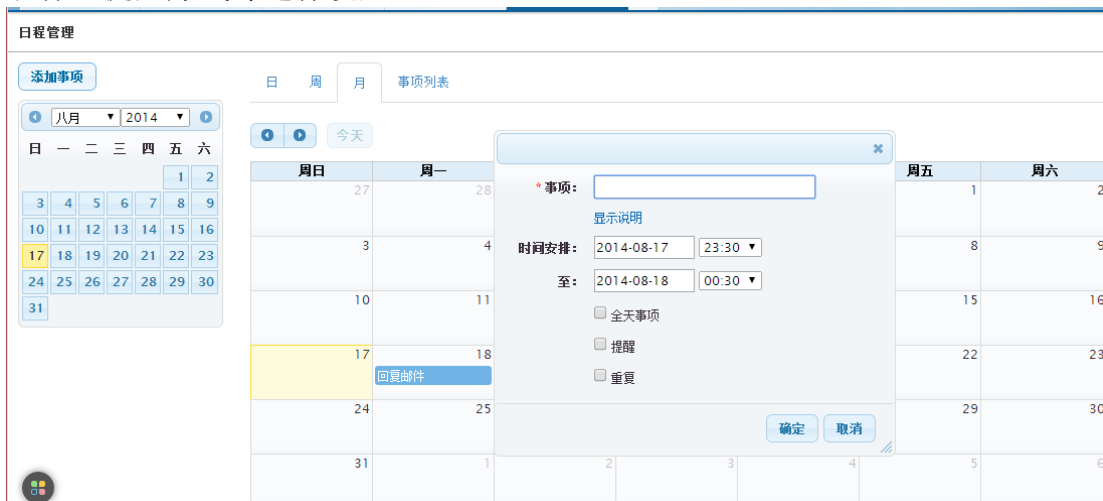 日程管理
添加事项
日 周 月 事项列表
八月 2014
今天
日 一 二 三 四 五 六
1 2
3 4 5 6 7 8 9
10 11 12 13 14 15 16
17 18 19 20 21 22 23
24 25 26 27 28 29 30
31
周日 周一 周五 周六
27 28 1 2
3 4 8 9
10 11 15 16
17 18 22 23
回复邮件
24 25 29 30
31 1 2 3 4 5 6
*事项:
显示说明
时间安排: 2014-08-17 23:30
至: 2014-08-18 00:30
全天事项
提醒
重复
确定 取消